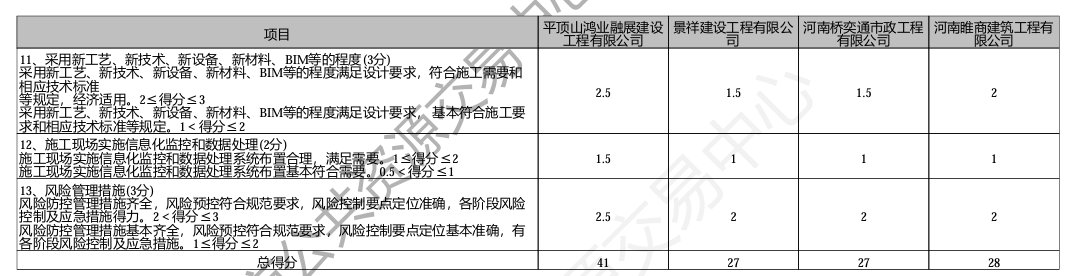 项目 平顶山鸿业融展建设 景祥建设工程有限公 河南桥奕通市政工程 河南睢商建筑工程有
工程有限公司 司 有限公司 限公司
11、采用新工艺、新技术、新设备、新材料、BIM等的程度(3分)
采用新工艺、新技术、新设备、新材料、BIM等的程度满足设计要求，符合施工需要和
相应技术标准
等规定，经济适用。2≤得分≤3
采用新工艺、新技术、新设备、新材料、BIM等的程度满足设计要求，基本符合施工要
求和相应技术标准等规定。1<得分≤2
2.5 1.5 1.5 2
12、施工现场实施信息化监控和数据处理(2分)
施工现场实施信息化监控和数据处理系统布置合理，满足需要。1≤得分≤2
施工现场实施信息化监控和数据处理系统布置基本符合需要。0.5<得分≤1
1.5 1 1 1
13、风险管理措施(3分)
风险防控管理措施齐全，风险预控符合规范要求，风险控制要点定位准确，各阶段风险
控制及应急措施得力。2<得分≤3
风险防控管理措施基本齐全，风险预控符合规范要求，风险控制要点定位基本准确，有
各阶段风险控制及应急措施。1≤得分≤2
2.5 2 2 2
总得分 41 27 27 28
公共资源交易中心
源交易中心